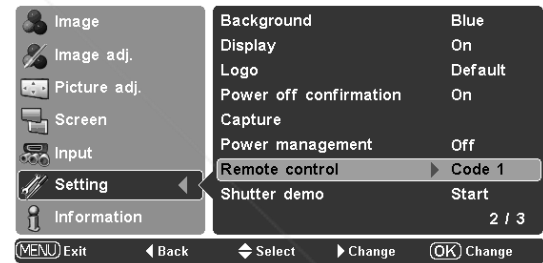 Image
Image adj.
Picture adj.
Screen
Input
Setting
Information
Background Blue
Display On
Logo Default
Power off confirmation On
Capture
Power management Off
Remote control Code 1
Shutter demo Start
2 / 3
MENU Exit Back Select Change OK Change